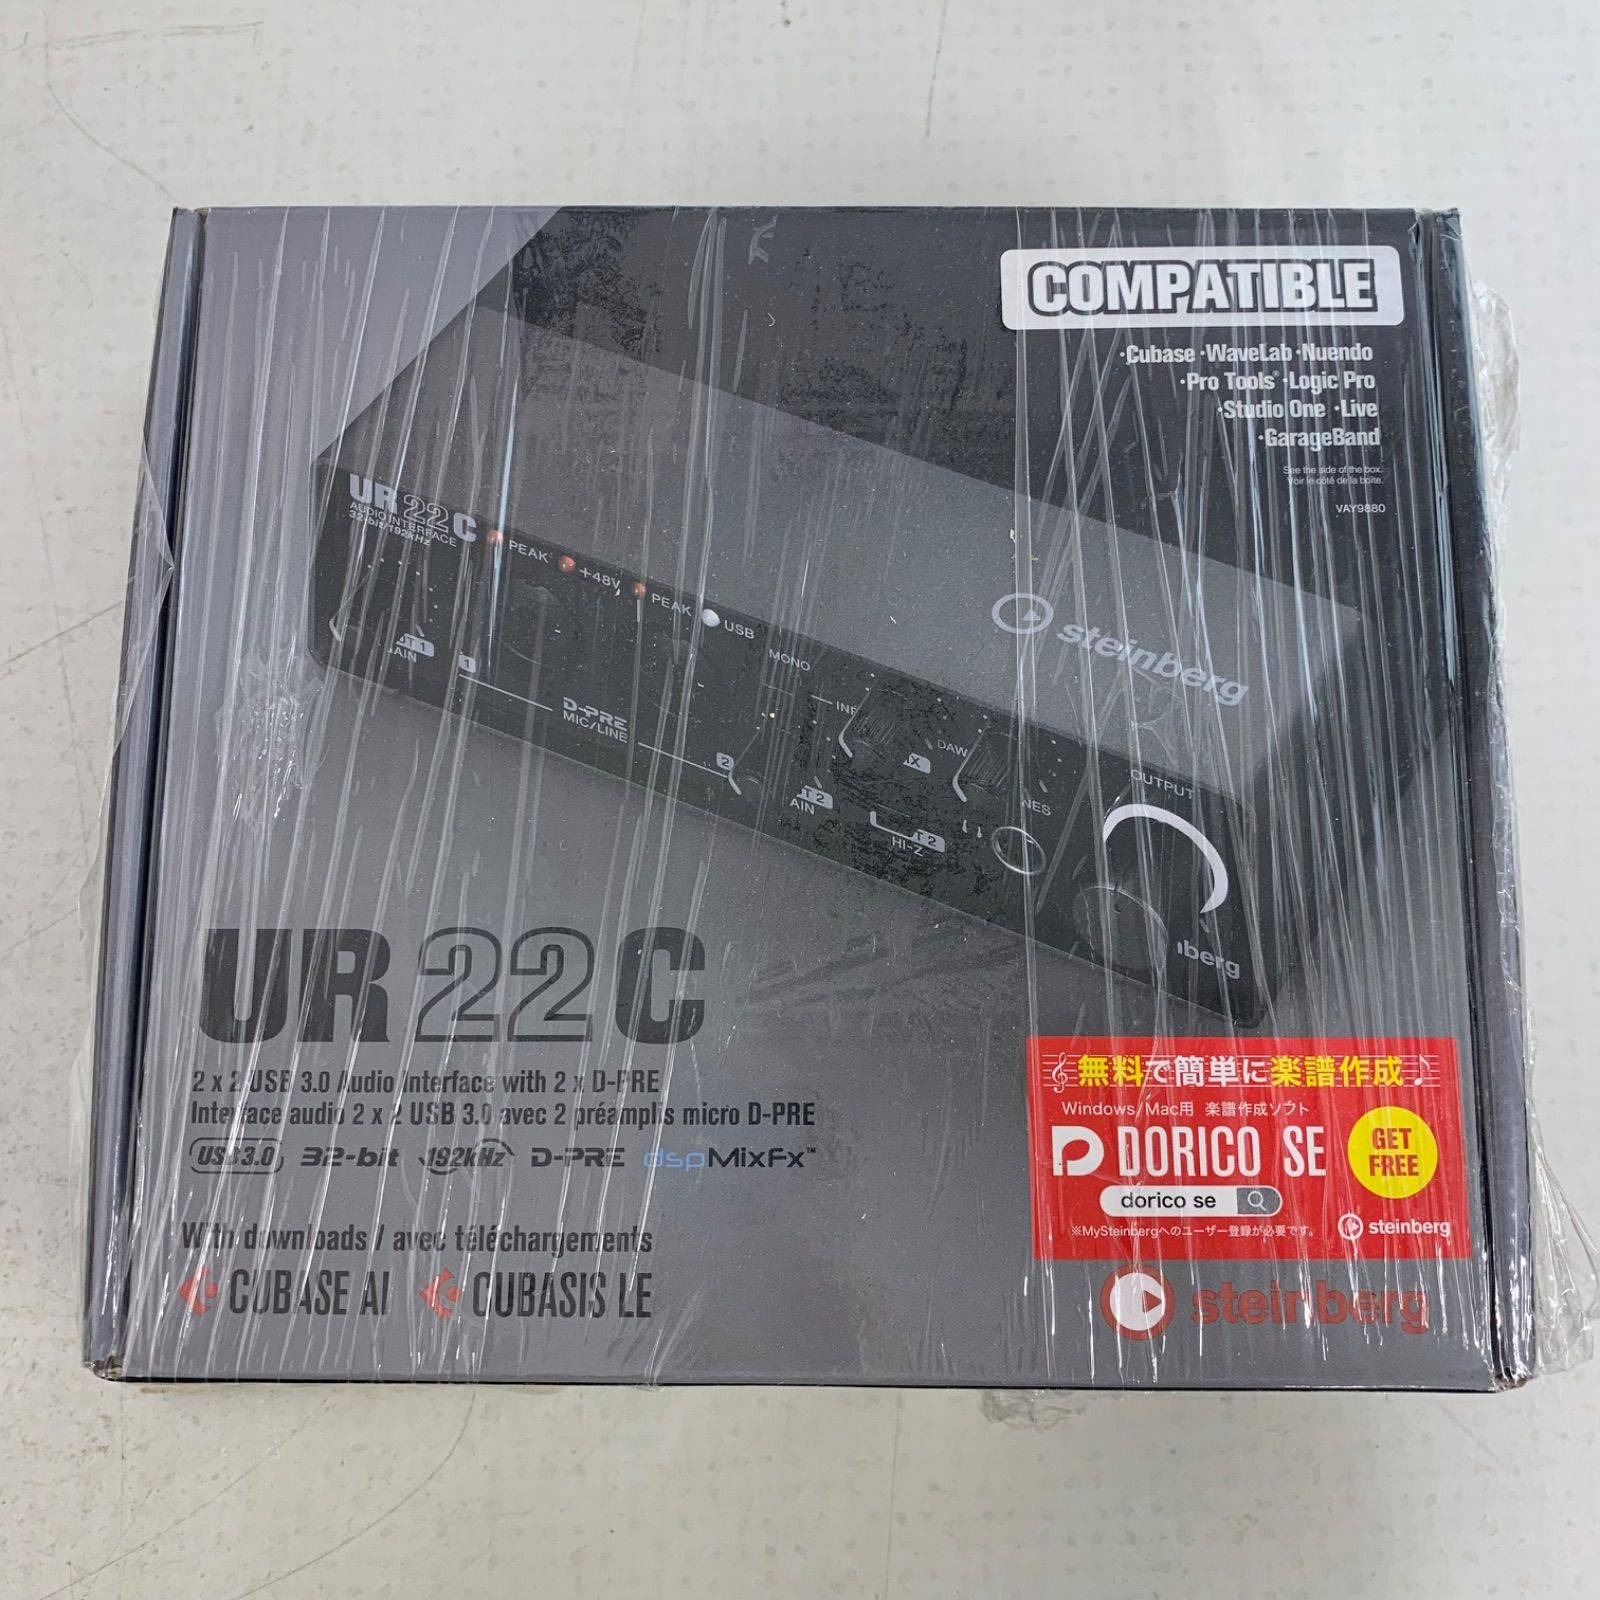 COMPATIBLE
·Cubase ·WaveLab ·Nuendo
·Pro Tools® ·Logic Pro
·Studio One ·Live
·GarageBand
See the side of the box.
Voir le côté de la boîte.
VAY9880
UR22C
AUDIO INTERFACE
32-bit/192kHz
PEAK
+48V
PEAK
USB
MONO
1
D-PRE
MIC/LINE
2
DAW
HI-Z
OUTPUT
steinberg
UR22C
2 x 2 USB 3.0 Audio Interface with 2 x D-PRE
Interface audio 2 x 2 USB 3.0 avec 2 préamplis micro D-PRE
USB 3.0 32-bit 192kHz D-PRE dspMixFx™
With downloads / avec téléchargements
CUBASE AI CUBASIS LE
無料で簡単に楽譜作成
Windows/Mac用 楽譜作成ソフト
DORICO SE
GET
FREE
dorico se
※MySteinbergへのユーザー登録が必要です。
steinberg
steinberg